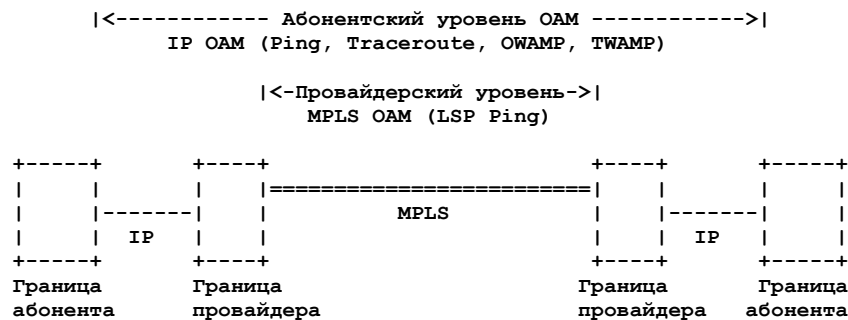 |<------------ Абонентский уровень OAM ------------>|
IP OAM (Ping, Traceroute, OWAMP, TWAMP)
|<-Провайдерский уровень->|
MPLS OAM (LSP Ping)
MPLS
IP IP
Граница Граница Граница Граница
абонента провайдера провайдера абонента